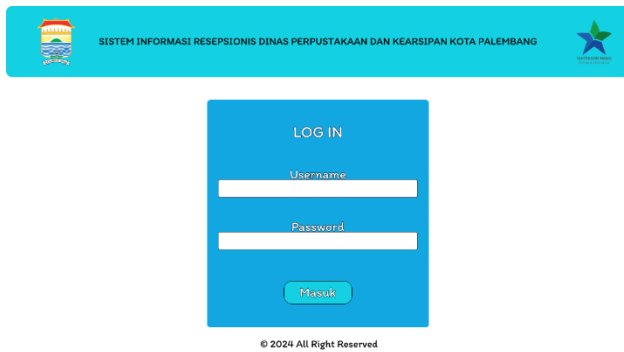 SISTEM INFORMASI RESEPSIONIS DINAS PERPUSTAKAAN DAN KEARSIPAN KOTA PALEMBANG
LOG IN
Username
Password
Masuk
© 2024 All Right Reserved